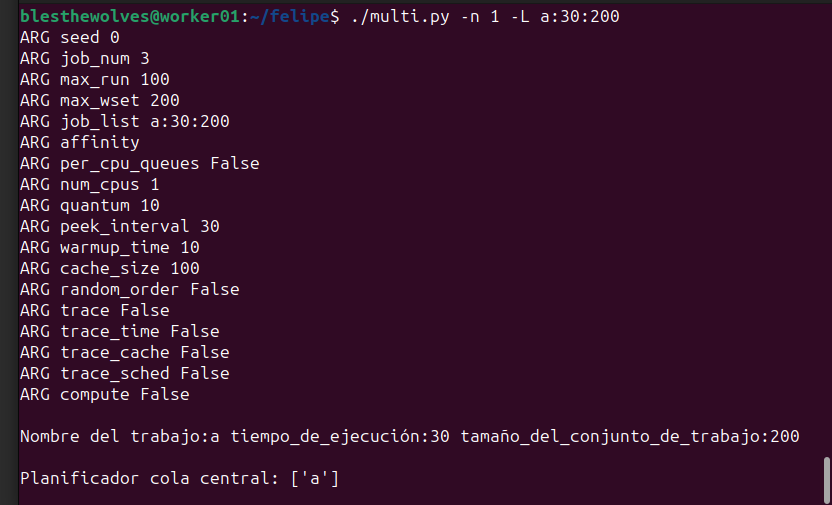 blesthewolves@worker01:~/felipe$ ./multi.py -n 1 -L a:30:200
ARG seed 0
ARG job_num 3
ARG max_run 100
ARG max_wset 200
ARG job_list a:30:200
ARG affinity
ARG per_cpu_queues False
ARG num_cpus 1
ARG quantum 10
ARG peek_interval 30
ARG warmup_time 10
ARG cache_size 100
ARG random_order False
ARG trace False
ARG trace_time False
ARG trace_cache False
ARG trace_sched False
ARG compute False
Nombre del trabajo:a tiempo_de_ejecución:30 tamaño_del_conjunto_de_trabajo:200
Planificador cola central: ['a']